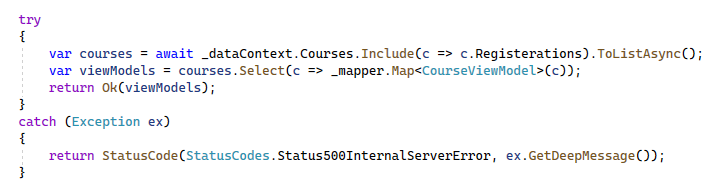 try
{
    var courses = await _dataContext.Courses.Include(c => c.Registerations).ToListAsync();
    var viewModels = courses.Select(c => _mapper.Map<CourseViewModel>(c));
    return Ok(viewModels);
}
catch (Exception ex)
{
    return StatusCode(StatusCodes.Status500InternalServerError, ex.GetDeepMessage());
}